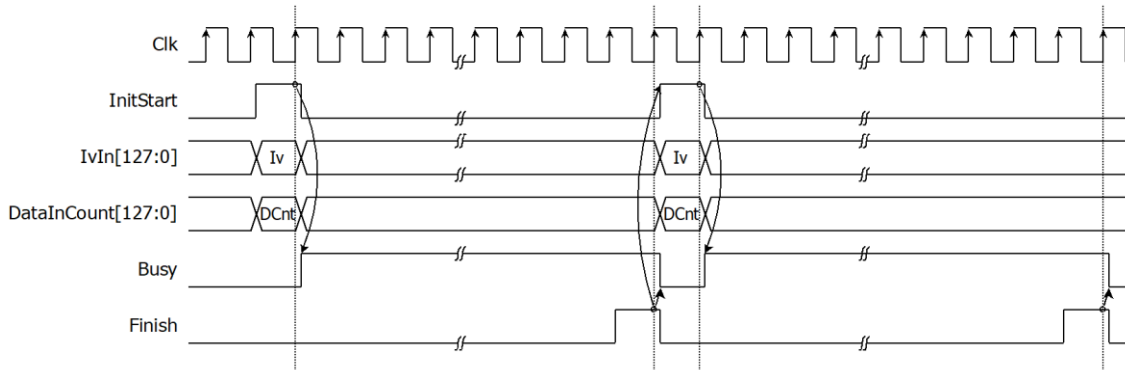 Clk
InitStart
IvIn[127:0] Iv Iv
DataInCount[127:0] DCnt DCnt
Busy
Finish